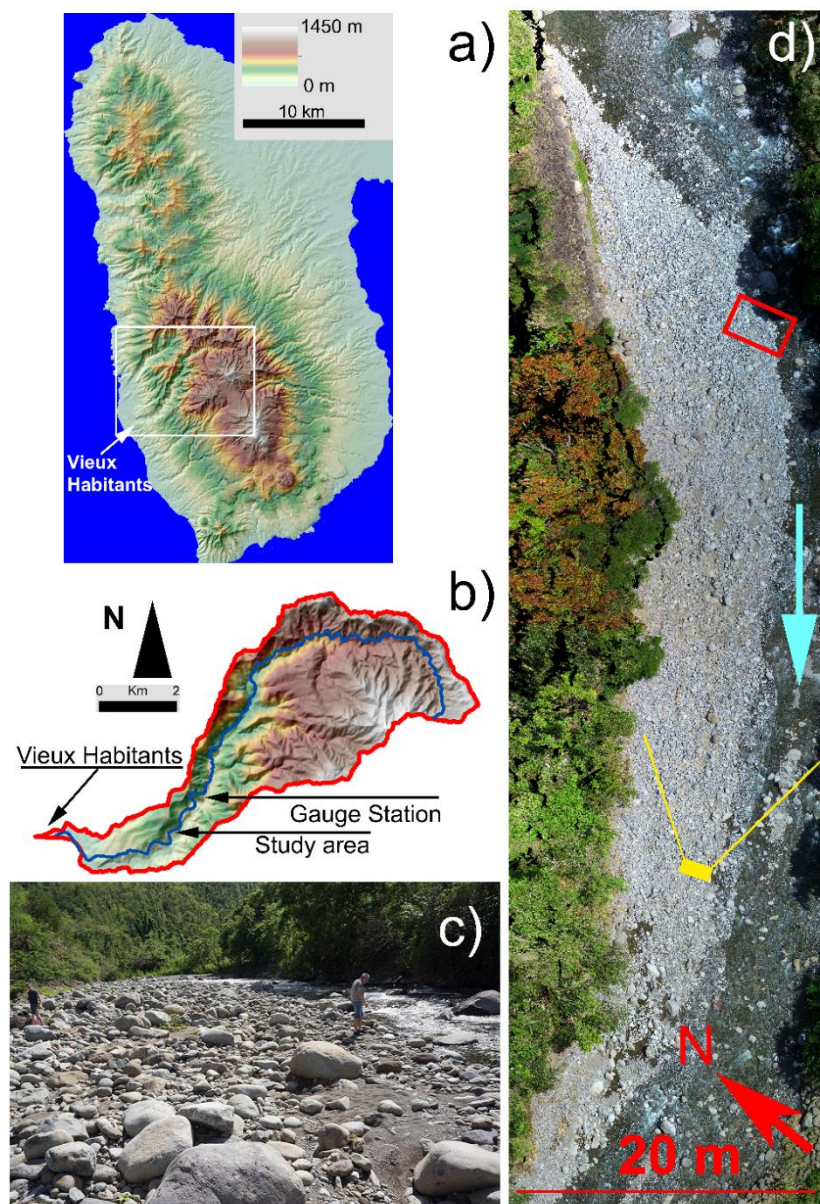 a)
1450 m
0 m
10 km
Vieux
Habitants
b)
N
0 Km 2
Vieux Habitants
Gauge Station
Study area
c)
d)
N
20 m